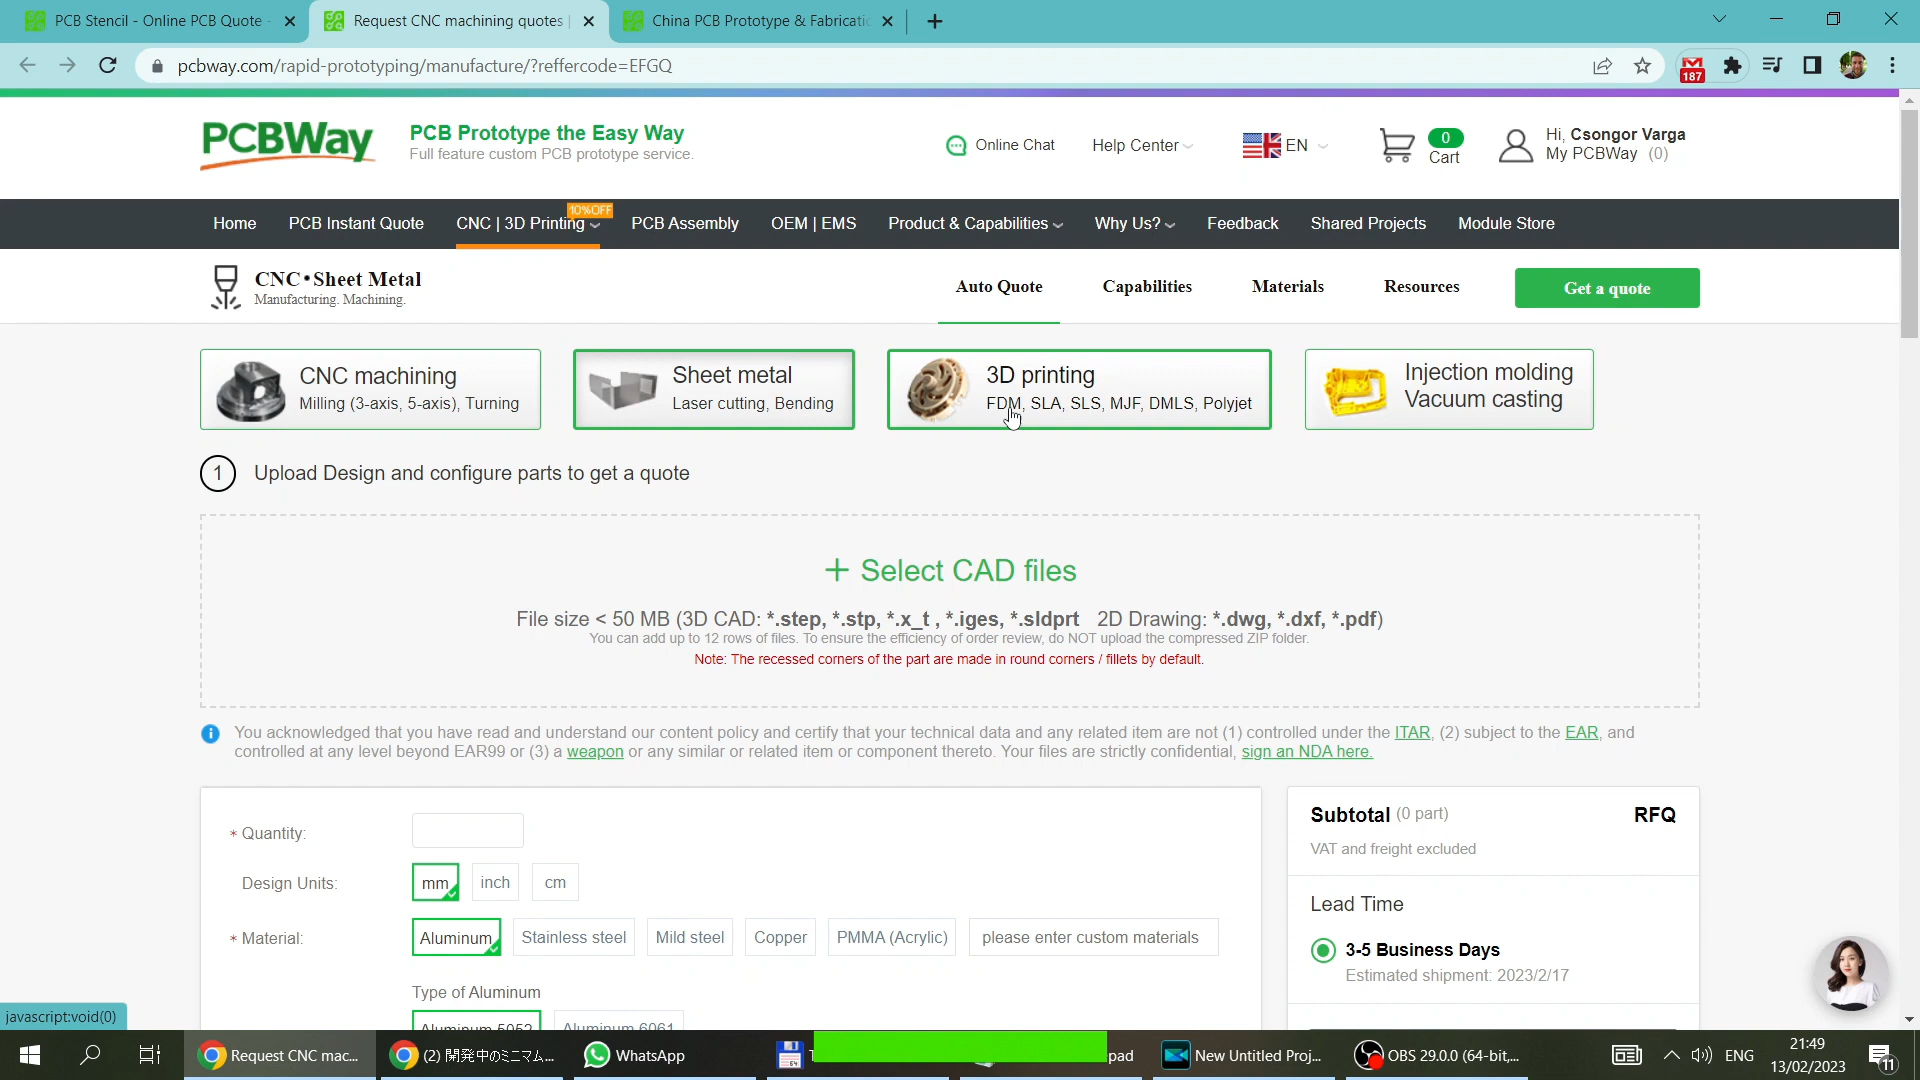 PCB Stencil - Online PCB Quote -
Request CNC machining quotes |
China PCB Prototype & Fabricatio
pcbway.com/rapid-prototyping/manufacture/?reffercode=EFGQ
187
PCBWay
PCB Prototype the Easy Way
Full feature custom PCB prototype service.
Online Chat
Help Center
EN
0
Cart
Hi, Csongor Varga
My PCBWay (0)
10%OFF
Home
PCB Instant Quote
CNC | 3D Printing
PCB Assembly
OEM | EMS
Product & Capabilities
Why Us?
Feedback
Shared Projects
Module Store
CNC•Sheet Metal
Manufacturing. Machining.
Auto Quote
Capabilities
Materials
Resources
Get a quote
CNC machining
Milling (3-axis, 5-axis), Turning
Sheet metal
Laser cutting, Bending
3D printing
FDM, SLA, SLS, MJF, DMLS, Polyjet
Injection molding
Vacuum casting
1 Upload Design and configure parts to get a quote
+ Select CAD files
File size < 50 MB (3D CAD: *.step, *.stp, *.x_t , *.iges, *.sldprt 2D Drawing: *.dwg, *.dxf, *.pdf)
You can add up to 12 rows of files. To ensure the efficiency of order review, do NOT upload the compressed ZIP folder.
Note: The recessed corners of the part are made in round corners / fillets by default.
You acknowledged that you have read and understand our content policy and certify that your technical data and any related item are not (1) controlled under the ITAR, (2) subject to the EAR, and
controlled at any level beyond EAR99 or (3) a weapon or any similar or related item or component thereto. Your files are strictly confidential, sign an NDA here.
* Quantity:
Design Units:
mm
inch
cm
* Material:
Aluminum
Stainless steel
Mild steel
Copper
PMMA (Acrylic)
please enter custom materials
Type of Aluminum
Aluminum 5052
Aluminum 6061
Subtotal (0 part)
RFQ
VAT and freight excluded
Lead Time
3-5 Business Days
Estimated shipment: 2023/2/17
javascript:void(0)
Request CNC mac...
(2) 開発中のミニマム...
WhatsApp
64
T
pad
New Untitled Proj...
OBS 29.0.0 (64-bit,...
ENG
21:49
13/02/2023
11